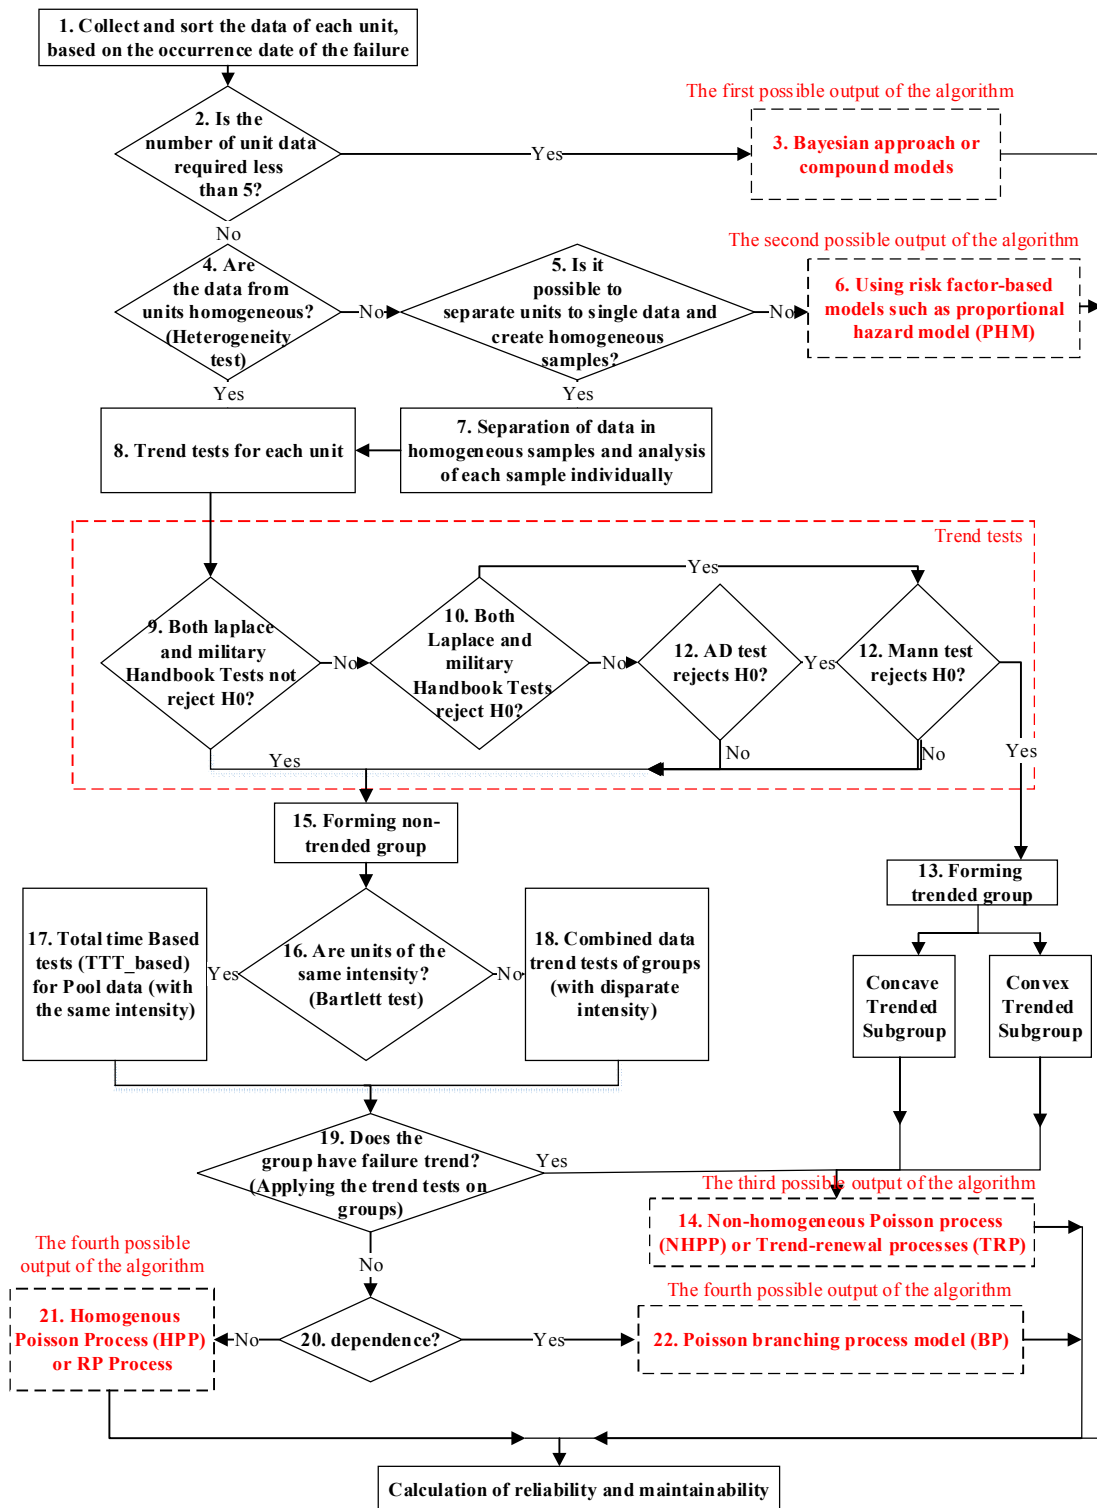 1. Collect and sort the data of each unit,
based on the occurrence date of the failure
The first possible output of the algorithm
2. Is the
number of unit data
required less
than 5?
Yes
3. Bayesian approach or
compound models
No
The second possible output of the algorithm
4. Are
the data from
units homogeneous?
(Heterogeneity
test)
No
5. Is it
possible to
separate units to single data and
create homogeneous
samples?
No
6. Using risk factor-based
models such as proportional
hazard model (PHM)
Yes
Yes
8. Trend tests for each unit
7. Separation of data in
homogeneous samples and analysis
of each sample individually
Trend tests
Yes
9. Both laplace
and military
Handbook Tests not
reject H0?
No
10. Both
Laplace and
military
Handbook Tests
reject H0?
No
12. AD test
rejects H0?
Yes
12. Mann test
rejects H0?
Yes
No
No
Yes
15. Forming non-
trended group
13. Forming
trended group
17. Total time Based
tests (TTT_based)
for Pool data (with
the same intensity)
Yes
16. Are units of the
same intensity?
(Bartlett test)
No
18. Combined data
trend tests of groups
(with disparate
intensity)
Concave
Trended
Subgroup
Convex
Trended
Subgroup
19. Does the
group have failure trend?
(Applying the trend tests on
groups)
Yes
The third possible output of the algorithm
14. Non-homogeneous Poisson process
(NHPP) or Trend-renewal processes (TRP)
No
The fourth possible
output of the algorithm
The fourth possible output of the algorithm
21. Homogenous
Poisson Process (HPP)
or RP Process
No
20. dependence?
Yes
22. Poisson branching process model (BP)
Calculation of reliability and maintainability